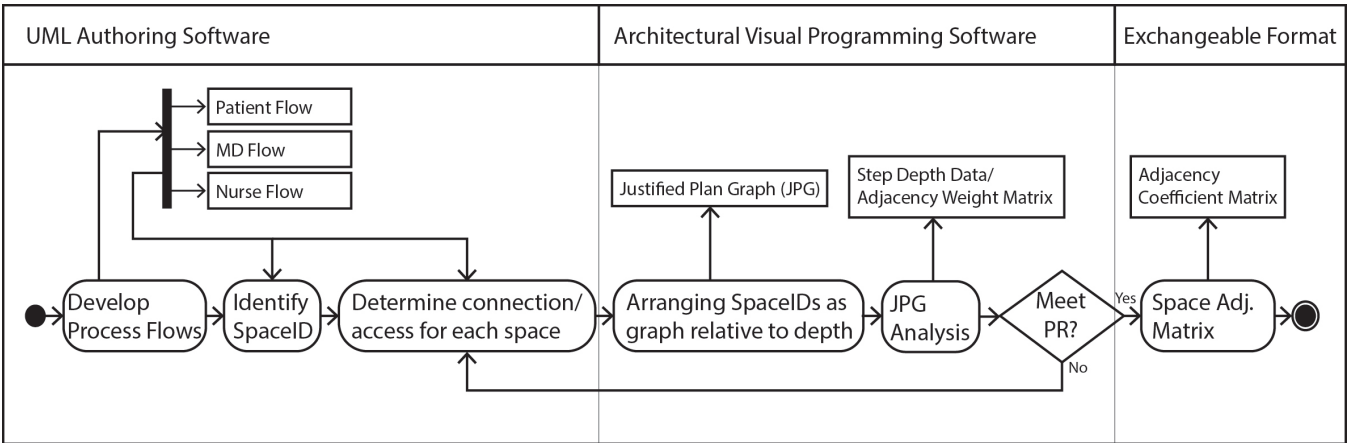 UML Authoring Software
Architectural Visual Programming Software
Exchangeable Format
Patient Flow
MD Flow
Nurse Flow
Justified Plan Graph (JPG)
Step Depth Data/
Adjacency Weight Matrix
Adjacency
Coefficient Matrix
Develop
Process Flows
Identify
SpaceID
Determine connection/
access for each space
Arranging SpaceIDs as
graph relative to depth
JPG
Analysis
Meet
PR?
Yes
No
Space Adj.
Matrix